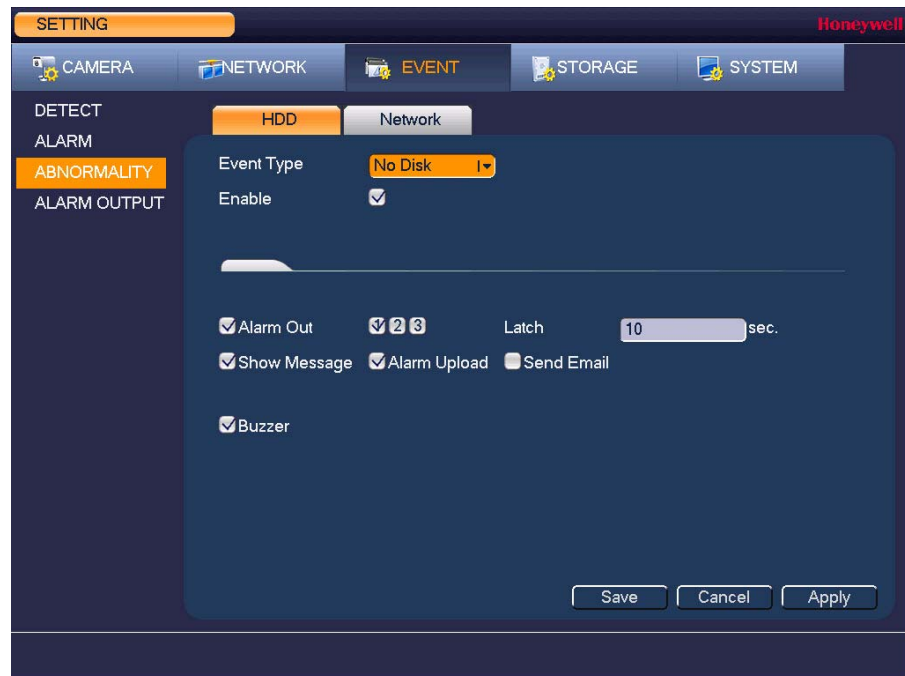 SETTING
Honeywell
CAMERA NETWORK EVENT STORAGE SYSTEM
DETECT
ALARM
ABNORMALITY
ALARM OUTPUT
HDD Network
Event Type No Disk
Enable
Alarm Out 1 2 3 Latch 10 sec.
Show Message Alarm Upload Send Email
Buzzer
Save Cancel Apply